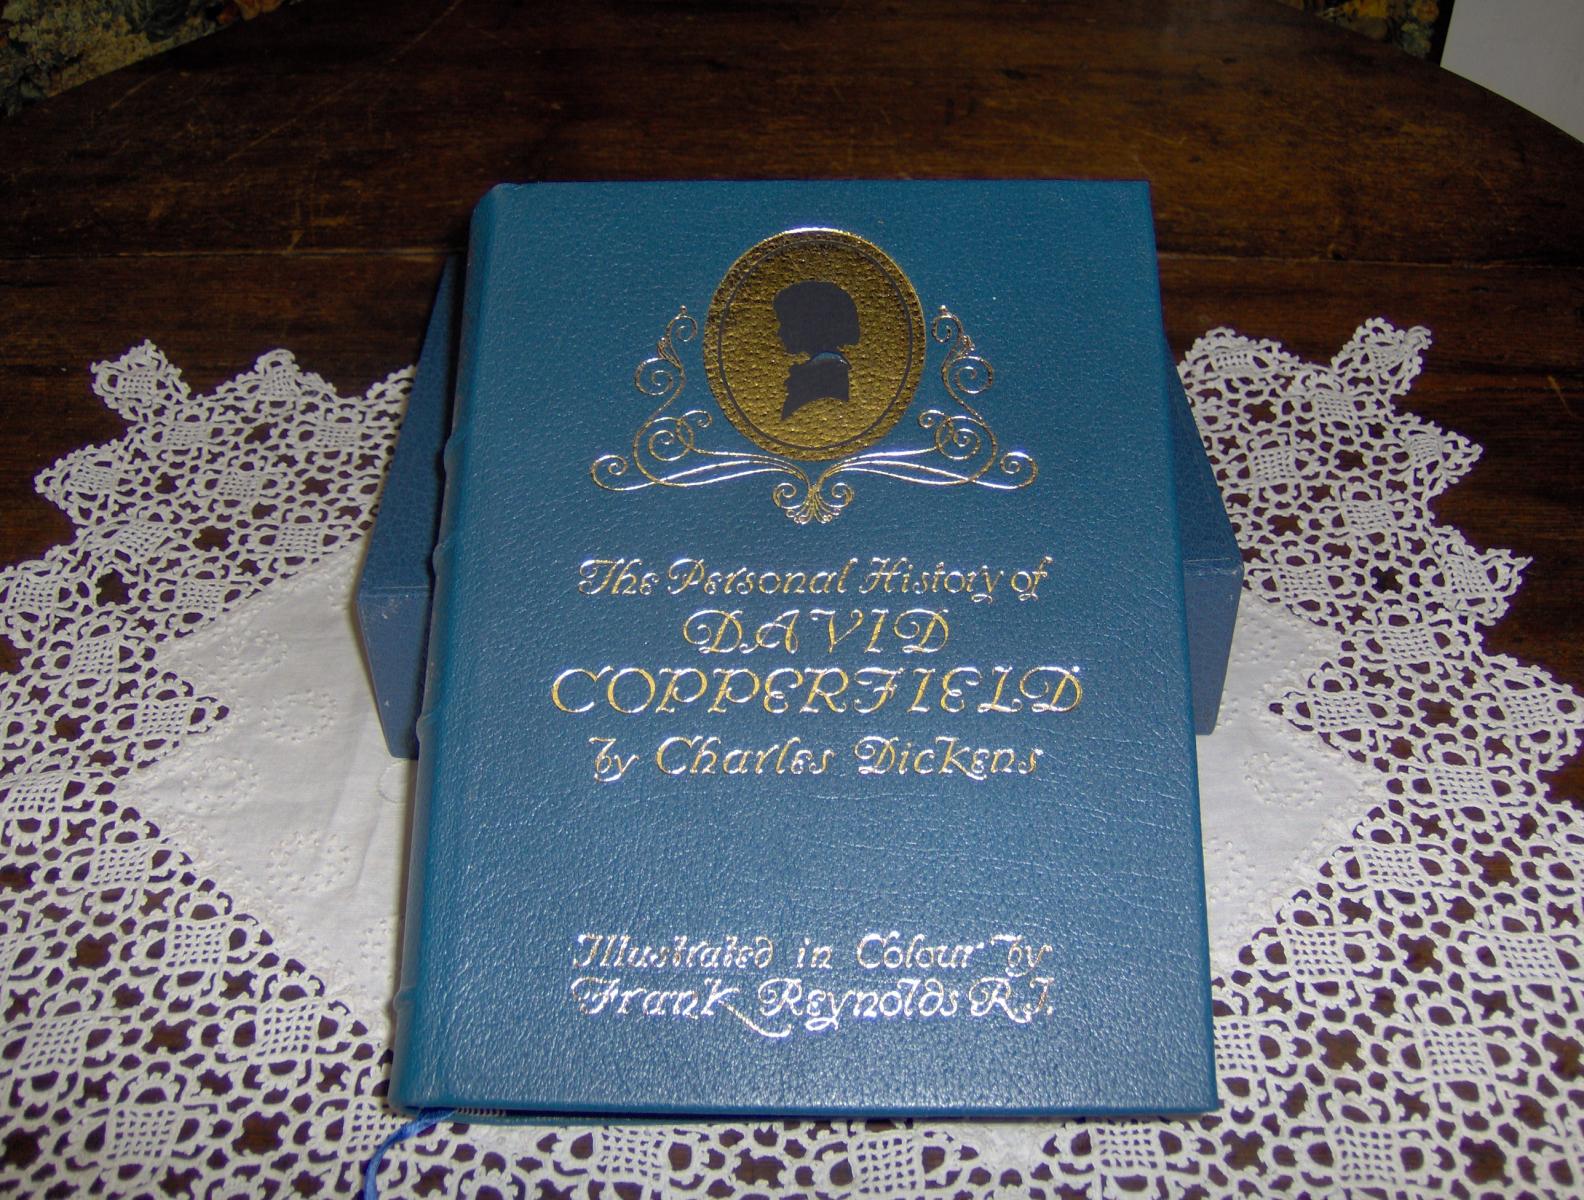 The Personal History of
DAVID
COPPERFIELD
by Charles Dickens
Illustrated in Colour by
Frank Reynolds R.I.